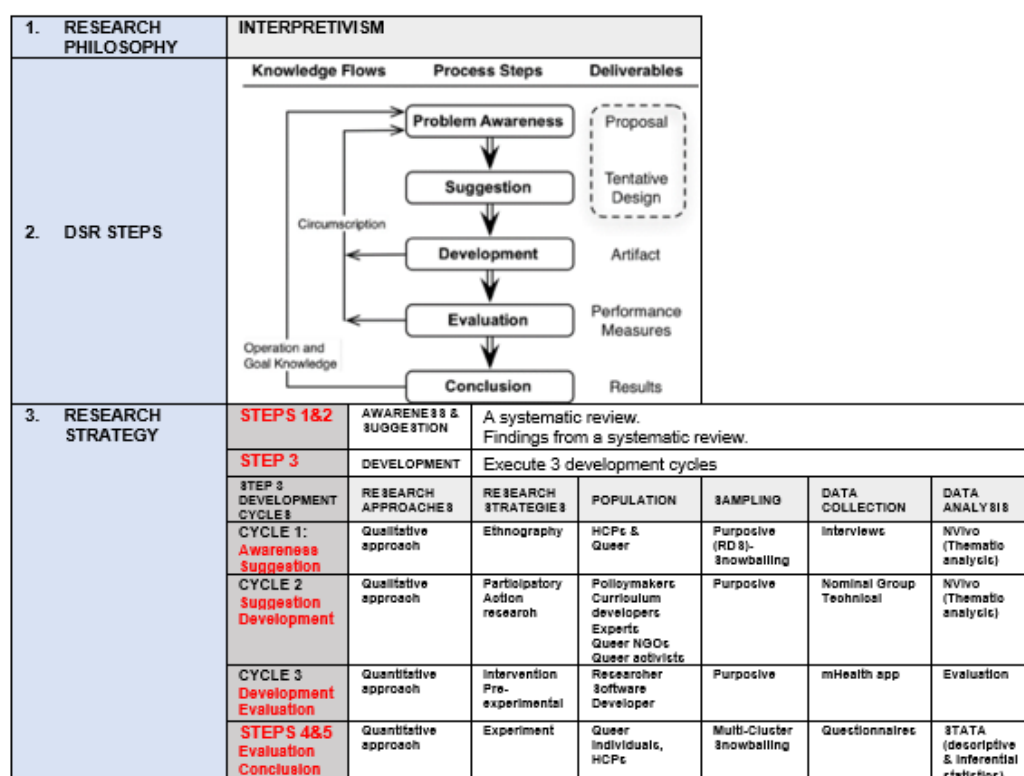 1. RESEARCH
PHILOSOPHY
INTERPRETIVISM
2. DSR STEPS
Knowledge Flows Process Steps Deliverables
Problem Awareness
Proposal
Suggestion
Tentative
Design
Circumscription
Development
Artifact
Evaluation
Performance
Measures
Operation and
Goal Knowledge
Conclusion
Results
3. RESEARCH
STRATEGY
STEPS 1&2
AWARENESS &
SUGGESTION
A systematic review.
Findings from a systematic review.
STEP 3
DEVELOPMENT
Execute 3 development cycles
STEP 3
DEVELOPMENT
CYCLES
RESEARCH
APPROACHES
RESEARCH
STRATEGIES
POPULATION
SAMPLING
DATA
COLLECTION
DATA
ANALYSIS
CYCLE 1:
Awareness
Suggestion
Qualitative
approach
Ethnography
HCPs &
Queer
Purposive
(RDS)-
Snowballing
Interviews
NVivo
(Thematic
analysis)
CYCLE 2
Suggestion
Development
Qualitative
approach
Participatory
Action
research
Policymakers
Curriculum
developers
Experts
Queer NGOs
Queer activists
Purposive
Nominal Group
Technical
NVivo
(Thematic
analysis)
CYCLE 3
Development
Evaluation
Quantitative
approach
Intervention
Pre-
experimental
Researcher
Software
Developer
Purposive
mHealth app
Evaluation
STEPS 4&5
Evaluation
Conclusion
Quantitative
approach
Experiment
Queer
Individuals,
HCPs
Multi-Cluster
Snowballing
Questionnaires
STATA
(descriptive
& Inferential
statistics)